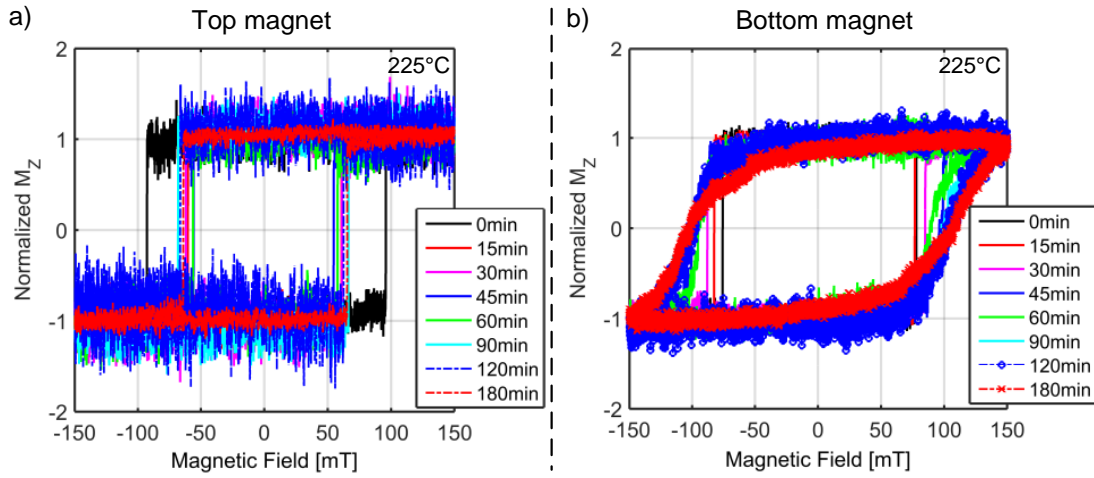 a)
Top magnet
225°C
Normalized M_Z
2
1
0
-1
-2
-150
-100
-50
0
50
100
150
Magnetic Field [mT]
0min
15min
30min
45min
60min
90min
120min
180min
b)
Bottom magnet
225°C
Normalized M_Z
2
1
0
-1
-2
-150
-100
-50
0
50
100
150
Magnetic Field [mT]
0min
15min
30min
45min
60min
90min
120min
180min